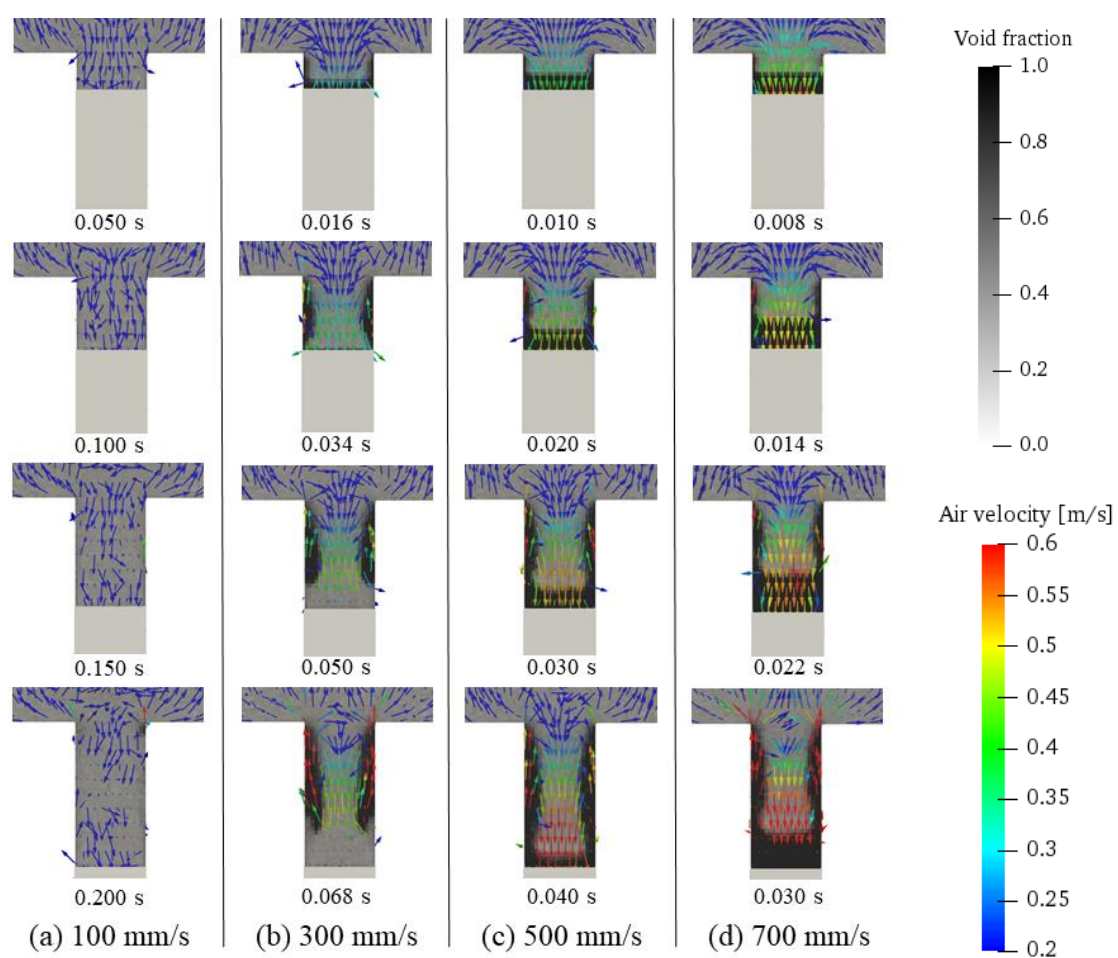 Void fraction
1.0
0.8
0.6
0.4
0.2
0.0
0.050 s
0.016 s
0.010 s
0.008 s
0.100 s
0.034 s
0.020 s
0.014 s
0.150 s
0.050 s
0.030 s
0.022 s
0.200 s
0.068 s
0.040 s
0.030 s
Air velocity [m/s]
0.6
0.55
0.5
0.45
0.4
0.35
0.3
0.25
0.2
(a) 100 mm/s
(b) 300 mm/s
(c) 500 mm/s
(d) 700 mm/s